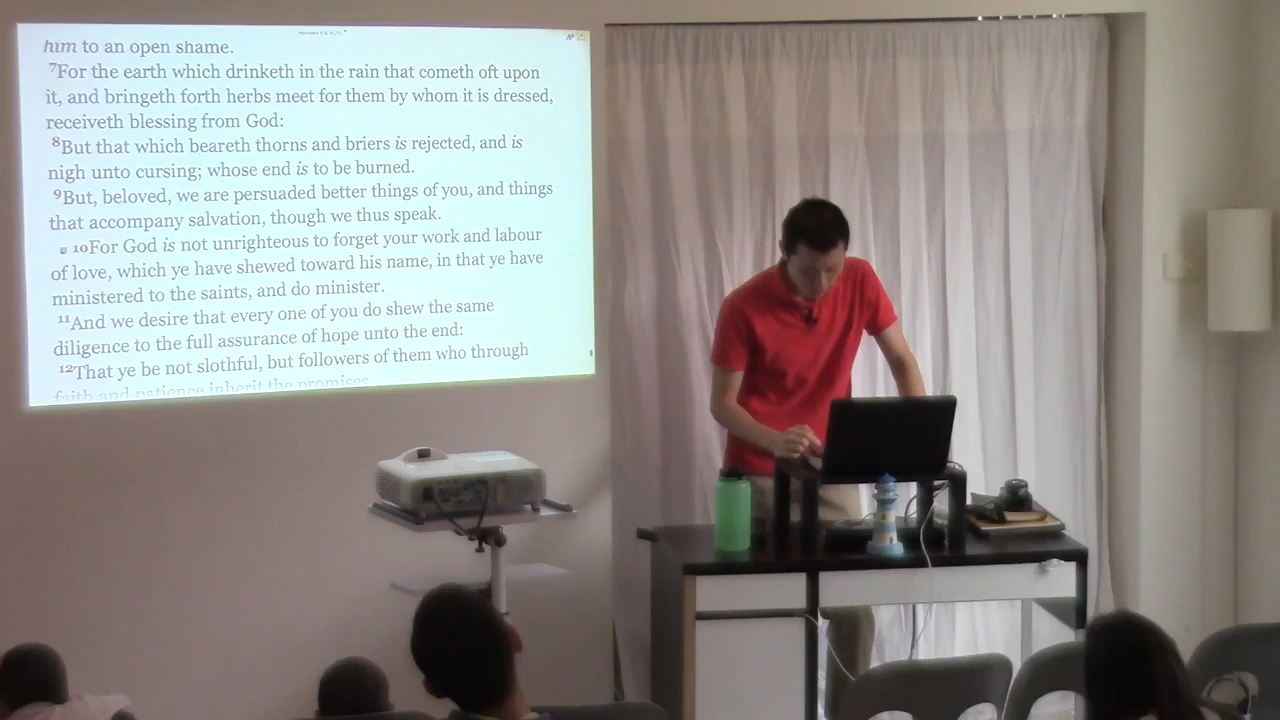 him to an open shame.
⁷For the earth which drinketh in the rain that cometh oft upon
it, and bringeth forth herbs meet for them by whom it is dressed,
receiveth blessing from God:
⁸But that which beareth thorns and briers is rejected, and is
nigh unto cursing; whose end is to be burned.
⁹But, beloved, we are persuaded better things of you, and things
that accompany salvation, though we thus speak.
¹⁰For God is not unrighteous to forget your work and labour
of love, which ye have shewed toward his name, in that ye have
ministered to the saints, and do minister.
¹¹And we desire that every one of you do shew the same
diligence to the full assurance of hope unto the end:
¹²That ye be not slothful, but followers of them who through
faith and patience inherit the promises